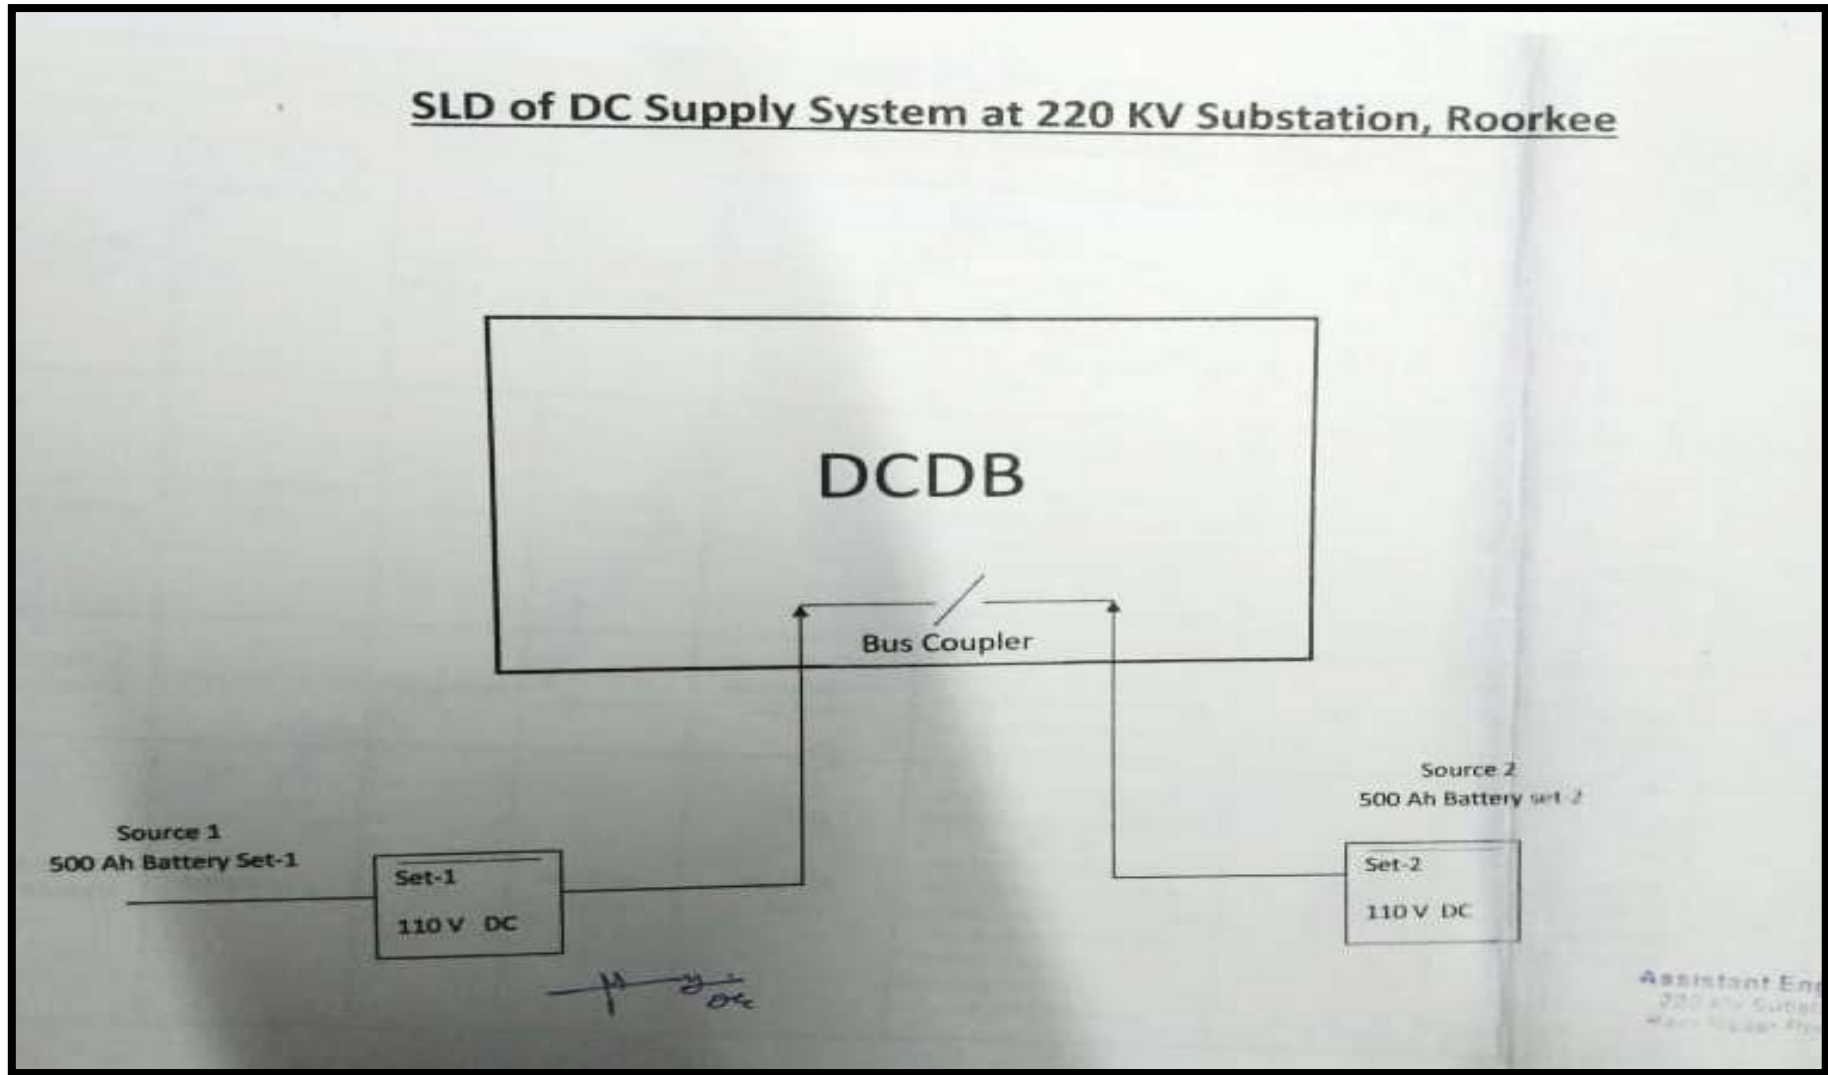 SLD of DC Supply System at 220 KV Substation, Roorkee
DCDB
Bus Coupler
Source 1
500 Ah Battery Set-1
Set-1
110 V DC
Source 2
500 Ah Battery set-2
Set-2
110 V DC
Assistant
220